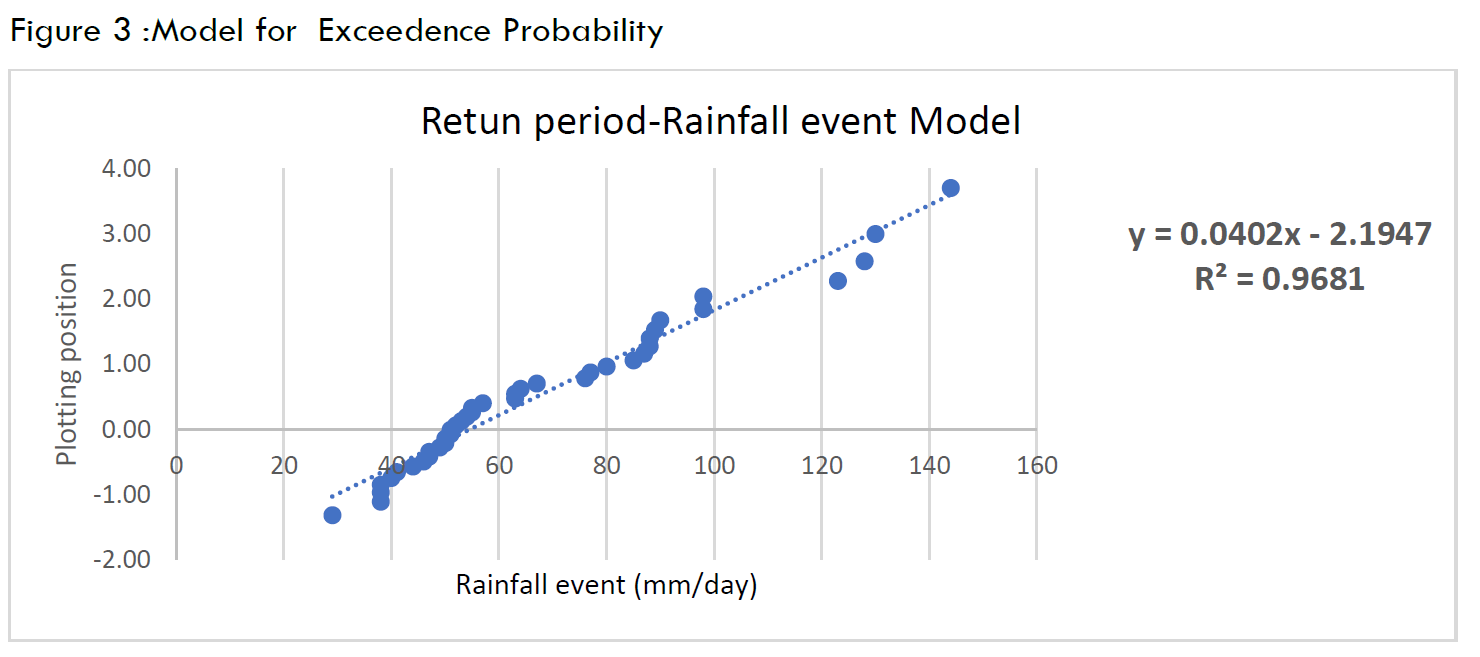 Figure 3 :Model for Exceedence Probability
Retun period-Rainfall event Model
4.00
3.00
2.00
1.00
0.00
-1.00
-2.00
Plotting position
0 20 40 60 80 100 120 140 160
Rainfall event (mm/day)
y = 0.0402x - 2.1947
R² = 0.9681